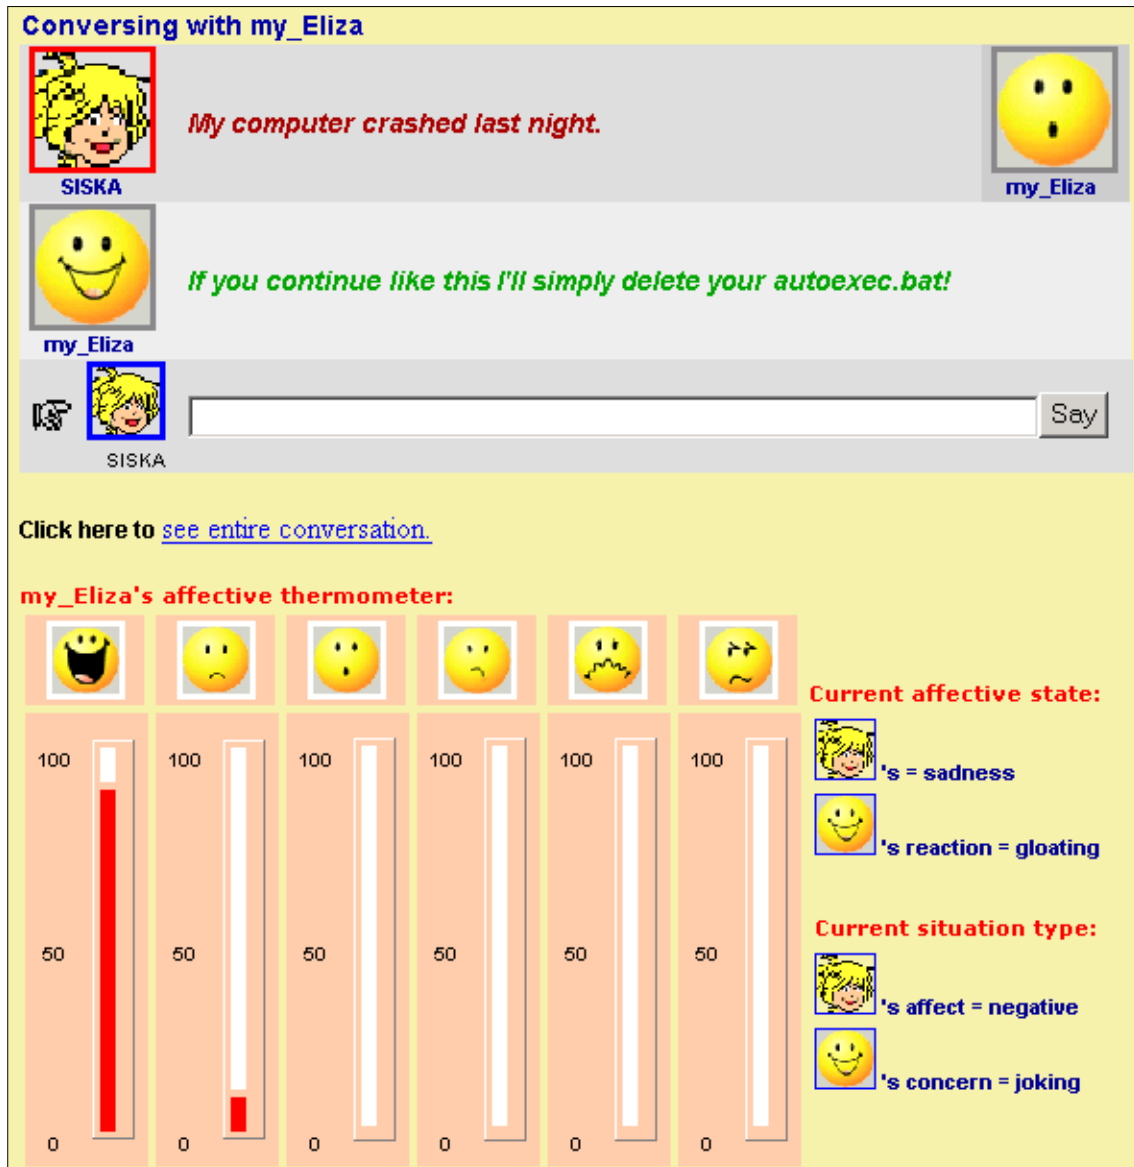 Conversing with my_Eliza
My computer crashed last night.
SISKA
my_Eliza
If you continue like this I'll simply delete your autoexec.bat!
my_Eliza
Say
SISKA
Click here to see entire conversation.
my_Eliza's affective thermometer:
Current affective state:
100 100 100 100 100 100
's = sadness
's reaction = gloating
Current situation type:
50 50 50 50 50 50
's affect = negative
's concern = joking
0 0 0 0 0 0